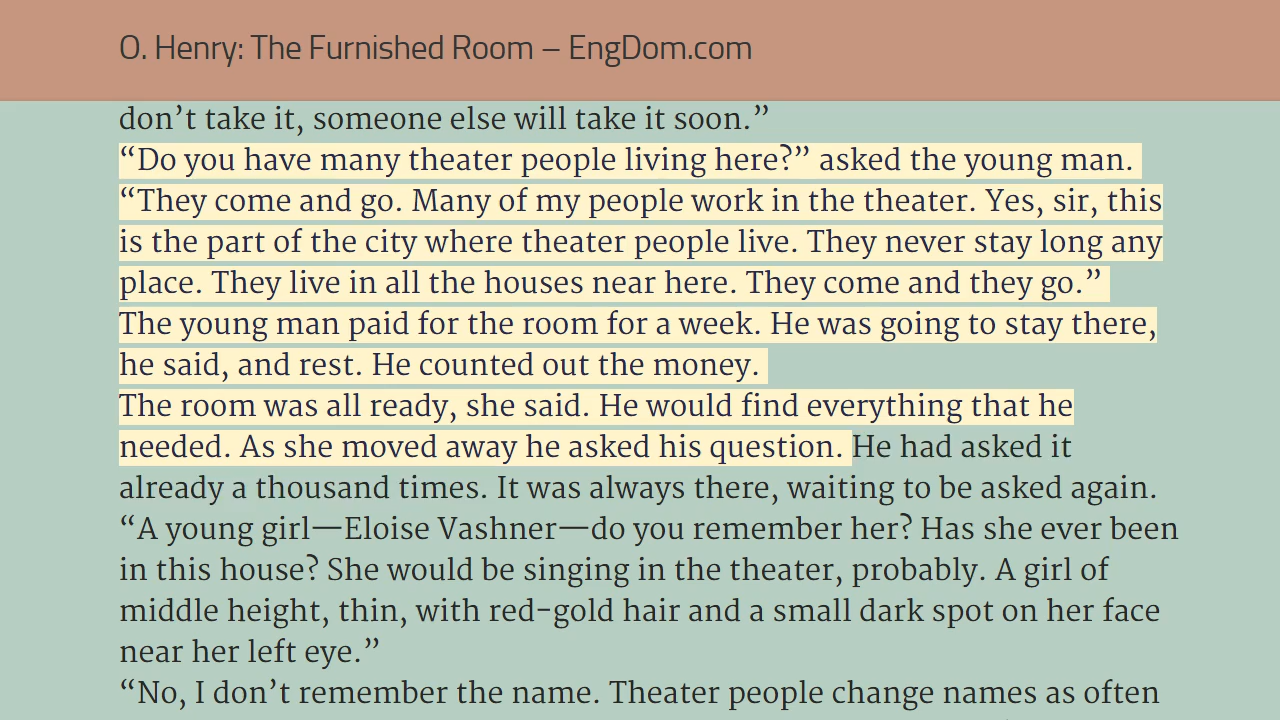 O. Henry: The Furnished Room – EngDom.com
don’t take it, someone else will take it soon.”
“Do you have many theater people living here?” asked the young man.
“They come and go. Many of my people work in the theater. Yes, sir, this
is the part of the city where theater people live. They never stay long any
place. They live in all the houses near here. They come and they go.”
The young man paid for the room for a week. He was going to stay there,
he said, and rest. He counted out the money.
The room was all ready, she said. He would find everything that he
needed. As she moved away he asked his question. He had asked it
already a thousand times. It was always there, waiting to be asked again.
“A young girl—Eloise Vashner—do you remember her? Has she ever been
in this house? She would be singing in the theater, probably. A girl of
middle height, thin, with red-gold hair and a small dark spot on her face
near her left eye.”
“No, I don’t remember the name. Theater people change names as often